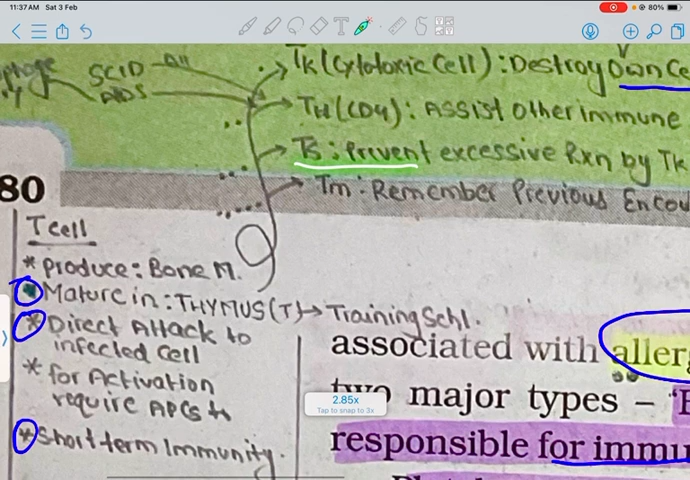 11:37 AM Sat 3 Feb
80%
SCID All
AIDS
TK (Cytotoxic Cell) : Destroy Own Ce
TH (CD4) : Assist other immune
Ts : Prevent excessive Rxn by TK
Tm : Remember Previous Encou
80
T cell
* Produce : Bone M.
* Mature in : THYMUS (T) → Training Schl.
* Direct Attack to
infected cell
* for Activation
require APCs
* Short term Immunity.
associated with allerg
two major types –
responsible for immu
2.85x
Tap to snap to 3x